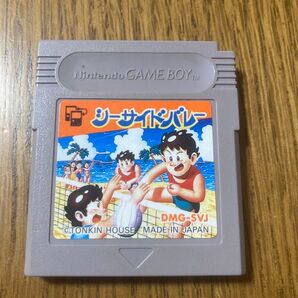 Nintendo GAME BOY TM
シーサイドバレー
DMG-SVJ
©TONKIN HOUSE / MADE IN JAPAN